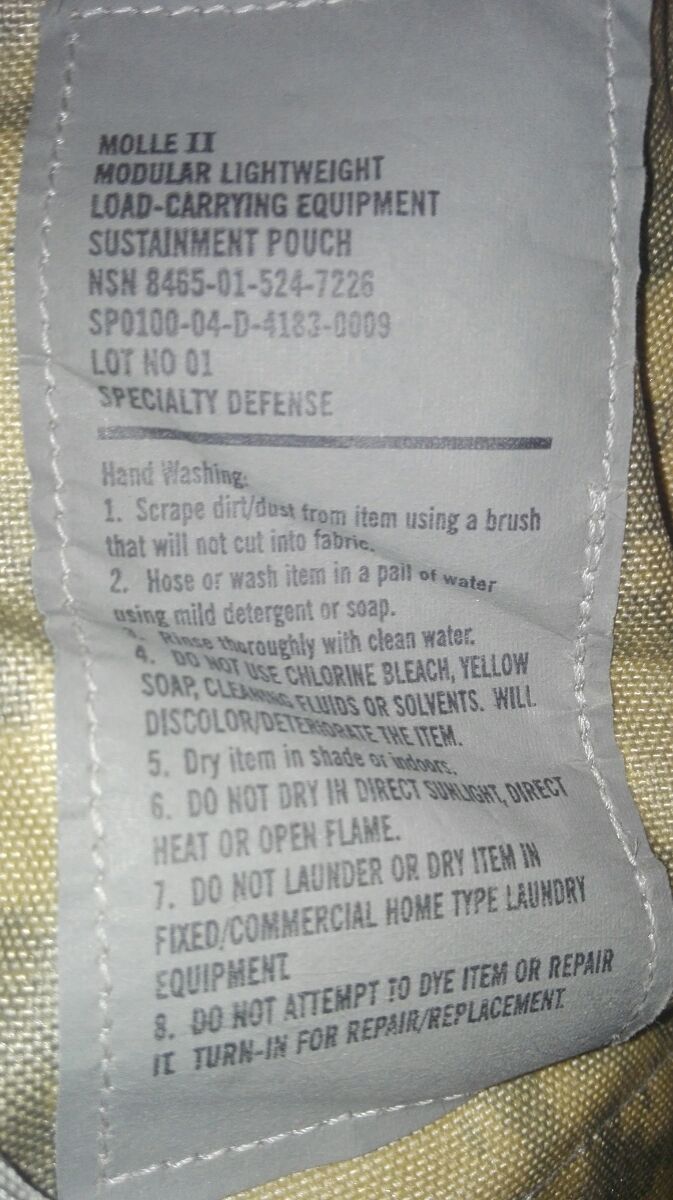 MOLLE II
MODULAR LIGHTWEIGHT
LOAD-CARRYING EQUIPMENT
SUSTAINMENT POUCH
NSN 8465-01-524-7226
SP0100-04-D-4183-0009
LOT NO 01
SPECIALTY DEFENSE
Hand Washing:
1. Scrape dirt/dust from item using a brush
that will not cut into fabric.
2. Hose or wash item in a pail of water
using mild detergent or soap.
3. Rinse thoroughly with clean water.
4. DO NOT USE CHLORINE BLEACH, YELLOW
SOAP, CLEANING FLUIDS OR SOLVENTS. WILL
DISCOLOR/DETERIORATE THE ITEM.
5. Dry item in shade or indoors.
6. DO NOT DRY IN DIRECT SUNLIGHT, DIRECT
HEAT OR OPEN FLAME.
7. DO NOT LAUNDER OR DRY ITEM IN
FIXED/COMMERCIAL HOME TYPE LAUNDRY
EQUIPMENT
8. DO NOT ATTEMPT TO DYE ITEM OR REPAIR
IT. TURN-IN FOR REPAIR/REPLACEMENT.